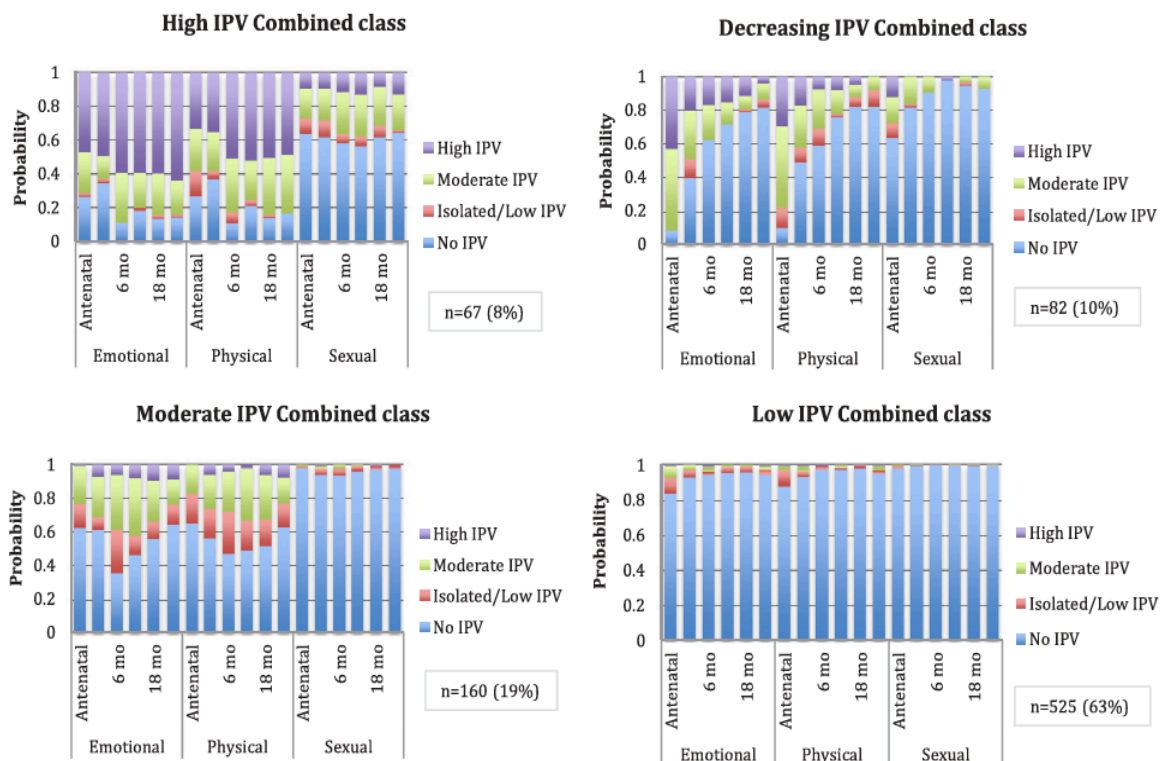 High IPV Combined class
Probability
1
0.8
0.6
0.4
0.2
0
Antenatal
6 mo
18 mo
Antenatal
6 mo
18 mo
Antenatal
6 mo
18 mo
Emotional
Physical
Sexual
High IPV
Moderate IPV
Isolated/Low IPV
No IPV
n=67 (8%)
Decreasing IPV Combined class
Probability
1
0.8
0.6
0.4
0.2
0
Antenatal
6 mo
18 mo
Antenatal
6 mo
18 mo
Antenatal
6 mo
18 mo
Emotional
Physical
Sexual
High IPV
Moderate IPV
Isolated/Low IPV
No IPV
n=82 (10%)
Moderate IPV Combined class
Probability
1
0.8
0.6
0.4
0.2
0
Antenatal
6 mo
18 mo
Antenatal
6 mo
18 mo
Antenatal
6 mo
18 mo
Emotional
Physical
Sexual
High IPV
Moderate IPV
Isolated/Low IPV
No IPV
n=160 (19%)
Low IPV Combined class
Probability
1
0.8
0.6
0.4
0.2
0
Antenatal
6 mo
18 mo
Antenatal
6 mo
18 mo
Antenatal
6 mo
18 mo
Emotional
Physical
Sexual
High IPV
Moderate IPV
Isolated/Low IPV
No IPV
n=525 (63%)